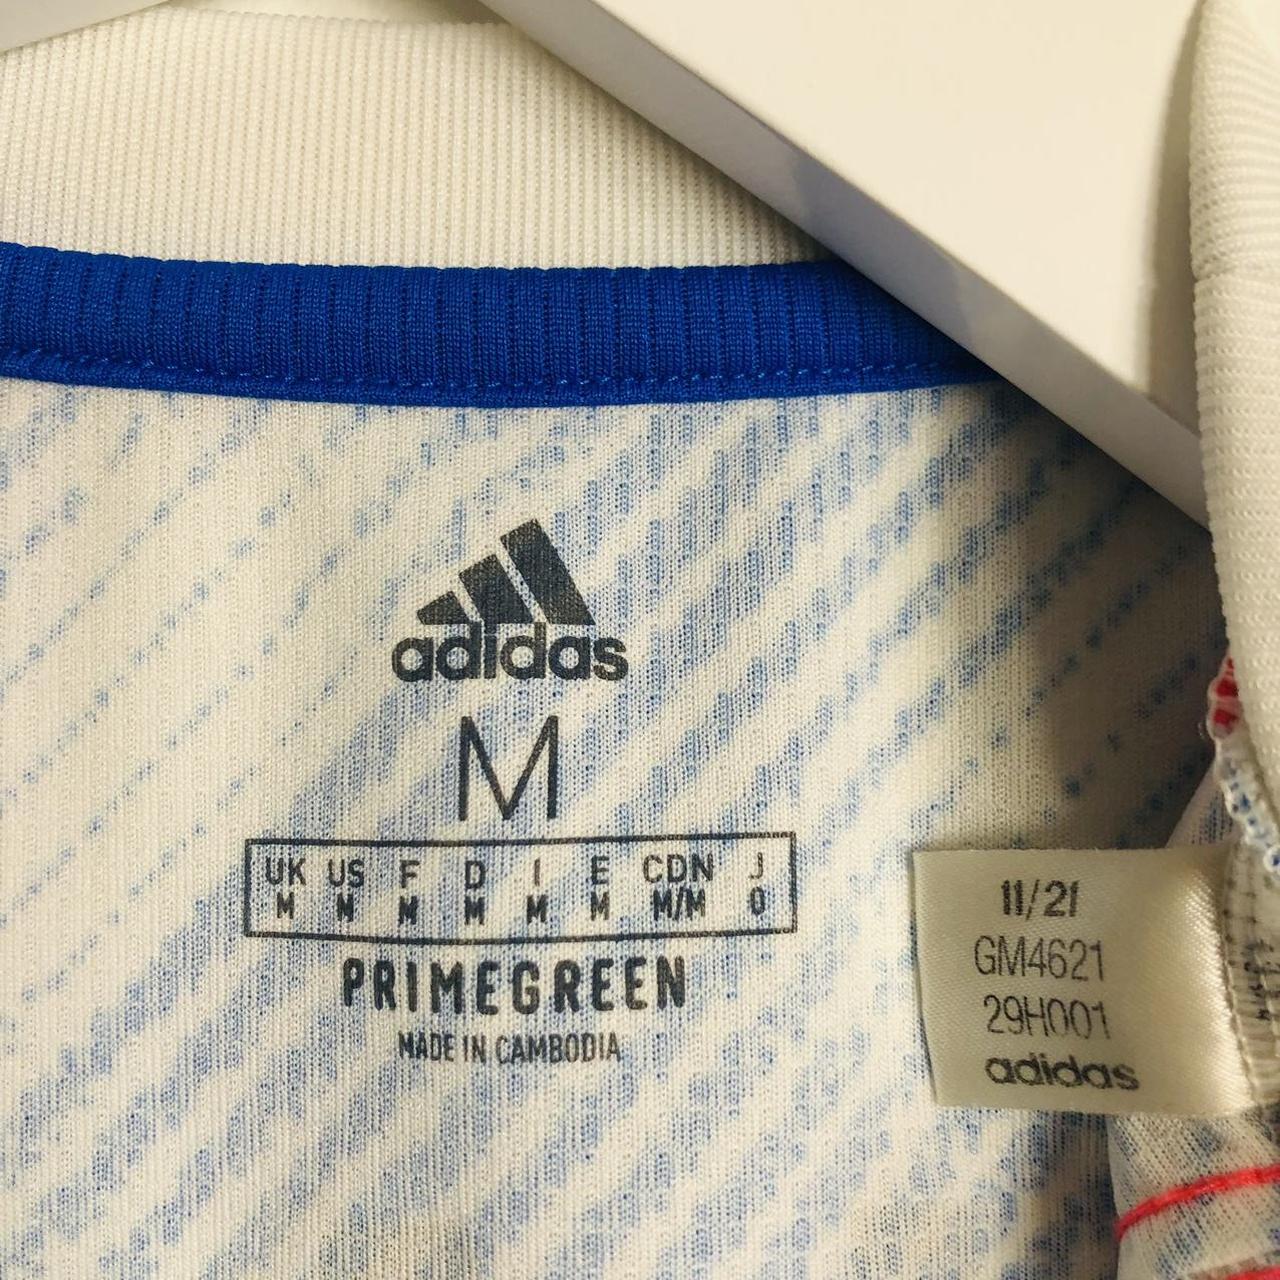 adidas
M
UK US F D I E CDN J
M M M M M M M/M O
PRIMEGREEN
MADE IN CAMBODIA
11/21
GM4621
29H001
adidas